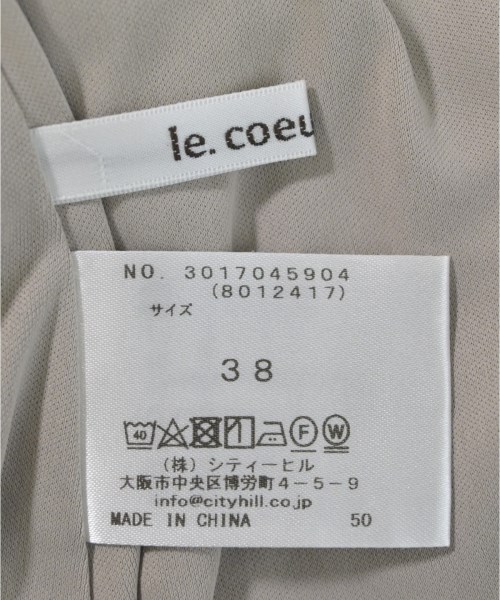 le.coeu
NO. 3017045904
(8012417)
サイズ
38
40 F W
(株) シティーヒル
大阪市中央区博労町4-5-9
info@cityhill.co.jp
MADE IN CHINA 50